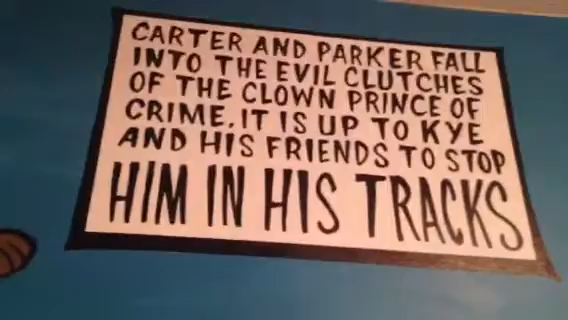 CARTER AND PARKER FALL
INTO THE EVIL CLUTCHES
OF THE CLOWN PRINCE OF
CRIME. IT IS UP TO KYE
AND HIS FRIENDS TO STOP
HIM IN HIS TRACKS